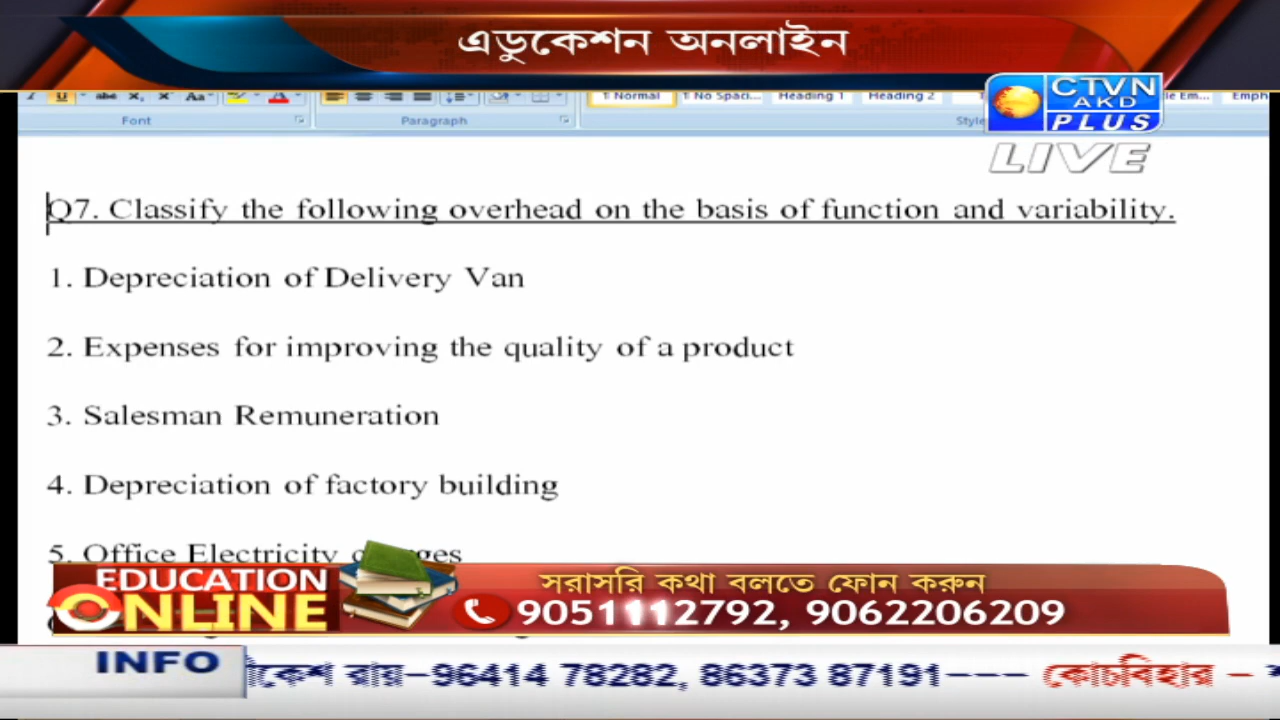 এডুকেশন অনলাইন
Normal
No Spaci...
Heading 1
Heading 2
CTVN
AKD
PLUS
LIVE
Font
Paragraph
Q7. Classify the following overhead on the basis of function and variability.
1. Depreciation of Delivery Van
2. Expenses for improving the quality of a product
3. Salesman Remuneration
4. Depreciation of factory building
5. Office Electricity
EDUCATION
ONLINE
সরাসরি কথা বলতে ফোন করুন
9051112792, 9062206209
INFO
রায়-96414 78282, 86373 87191--- কোচবিহার -